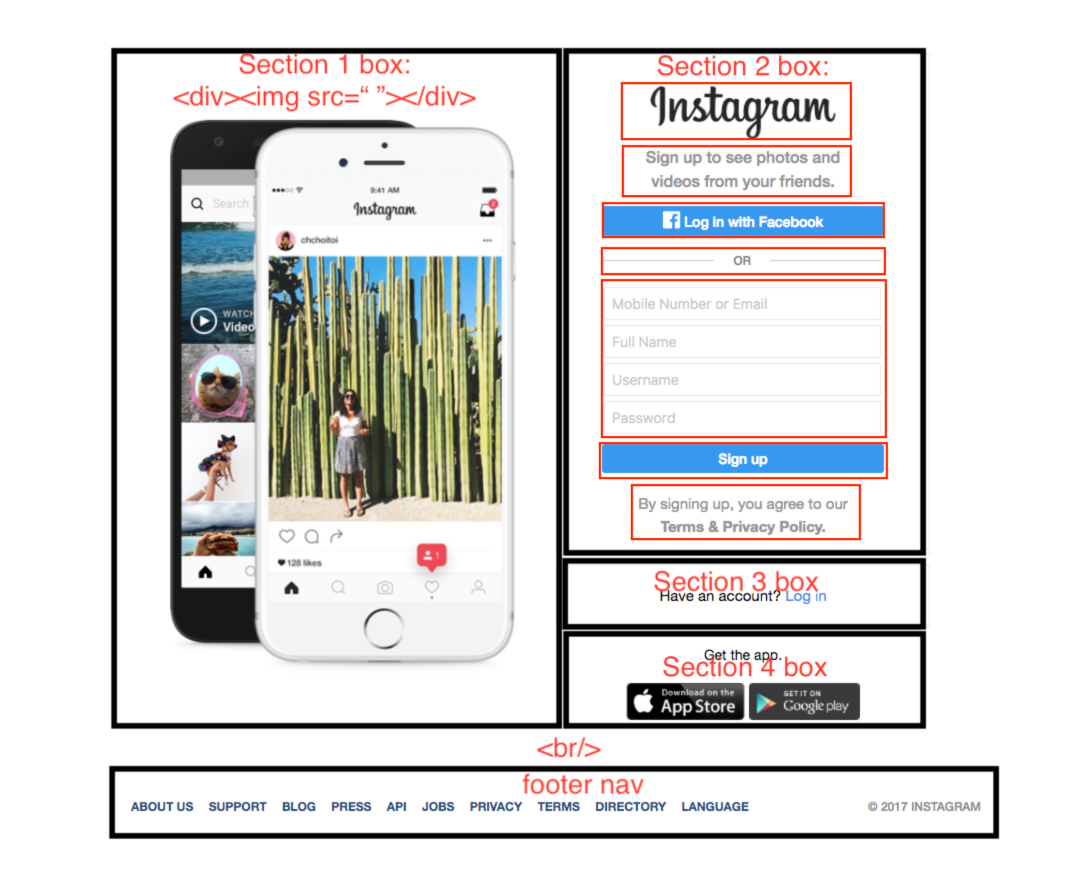 Section 1 box:
<div><img src=“ ”></div>
Search
WATCH
Video
9:41 AM
Instagram
2
chchoitoi
128 likes
1
Section 2 box:
Instagram
Sign up to see photos and
videos from your friends.
Log in with Facebook
OR
Mobile Number or Email
Full Name
Username
Password
Sign up
By signing up, you agree to our
Terms & Privacy Policy.
Section 3 box
Have an account? Log in
Get the app.
Section 4 box
Download on the
App Store
GET IT ON
Google play
<br/>
footer nav
ABOUT US SUPPORT BLOG PRESS API JOBS PRIVACY TERMS DIRECTORY LANGUAGE © 2017 INSTAGRAM